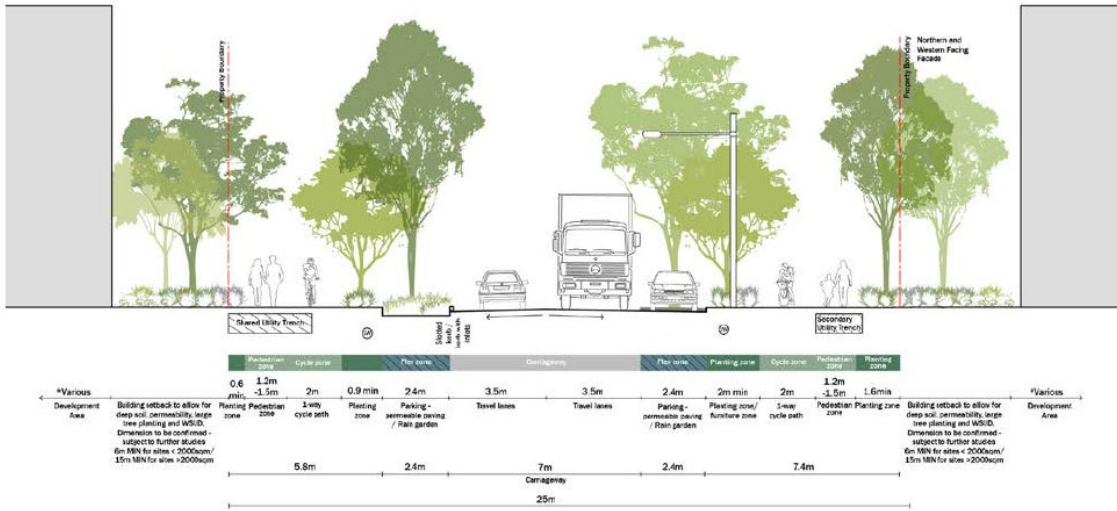 Property Boundary
Property Boundary
Northern and
Western Facing
Facade
Shared Utility Trench
SW
Slotted
kerb /
kerb with
inlets
SW
Secondary
Utility Trench
Pedestrian
zone
Cycle zone
Flex zone
Carriageway
Flex zone
Planting zone
Cycle zone
Pedestrian
zone
Planting
zone
*Various
0.6
min.
1.2m
-1.5m
2m
0.9 min
2.4m
3.5m
3.5m
2.4m
2m min
2m
1.2m
-1.5m
1.6min
*Various
Development
Area
Building setback to allow for
deep soil, permeability, large
tree planting and WSUD.
Dimension to be confirmed -
subject to further studies
6m MIN for sites < 2000sqm/
15m MIN for sites >2000sqm
Planting
zone
Pedestrian
zone
1-way
cycle path
Planting
zone
Parking -
permeable paving
/ Rain garden
Travel lanes
Travel lanes
Parking -
permeable paving
/ Rain garden
Planting zone/
furniture zone
1-way
cycle path
Pedestrian
zone
Planting zone
Building setback to allow for
deep soil, permeability, large
tree planting and WSUD.
Dimension to be confirmed -
subject to further studies
6m MIN for sites < 2000sqm/
15m MIN for sites >2000sqm
Development
Area
5.8m
2.4m
7m
2.4m
7.4m
Carriageway
25m